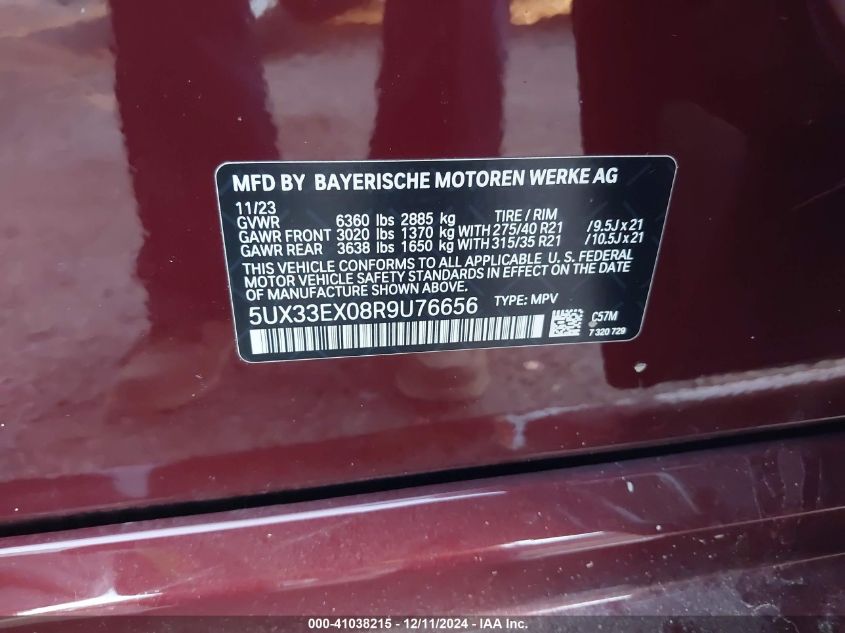 MFD BY BAYERISCHE MOTOREN WERKE AG
11/23 TIRE / RIM
GVWR 6360 lbs 2885 kg
GAWR FRONT 3020 lbs 1370 kg WITH 275/40 R21 /9.5J x 21
GAWR REAR 3638 lbs 1650 kg WITH 315/35 R21 /10.5J x 21
THIS VEHICLE CONFORMS TO ALL APPLICABLE U. S. FEDERAL
MOTOR VEHICLE SAFETY STANDARDS IN EFFECT ON THE DATE
OF MANUFACTURE SHOWN ABOVE.
5UX33EX08R9U76656 TYPE: MPV
C57M
7 320 729
000-41038215 - 12/11/2024 - IAA Inc.